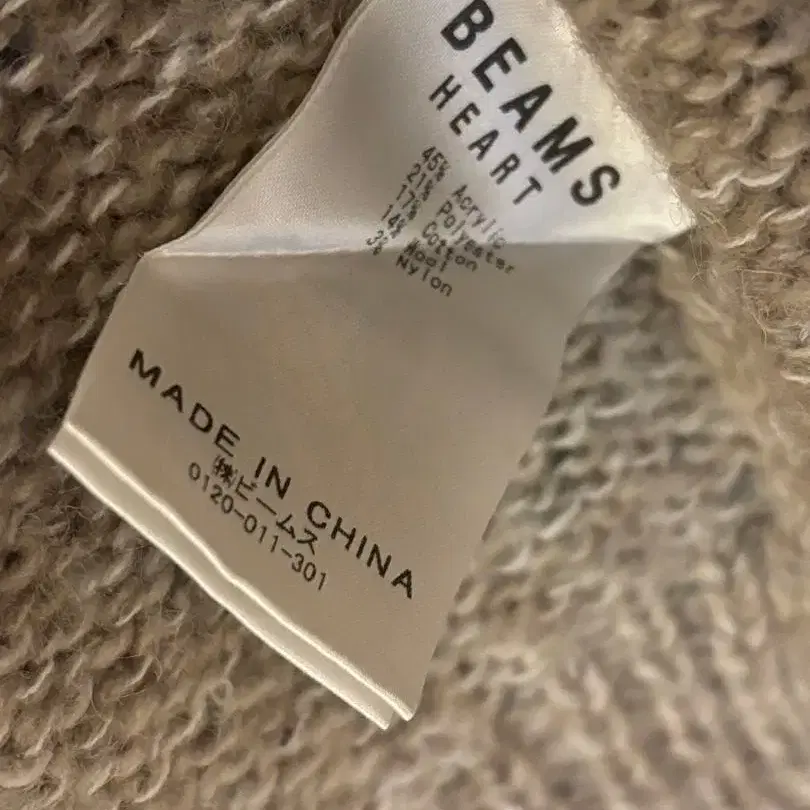 BEAMS
HEART
45% Acrylic
21% Polyester
17% Cotton
14% Wool
3% Nylon
MADE IN CHINA
㈱ビームス
0120-011-301